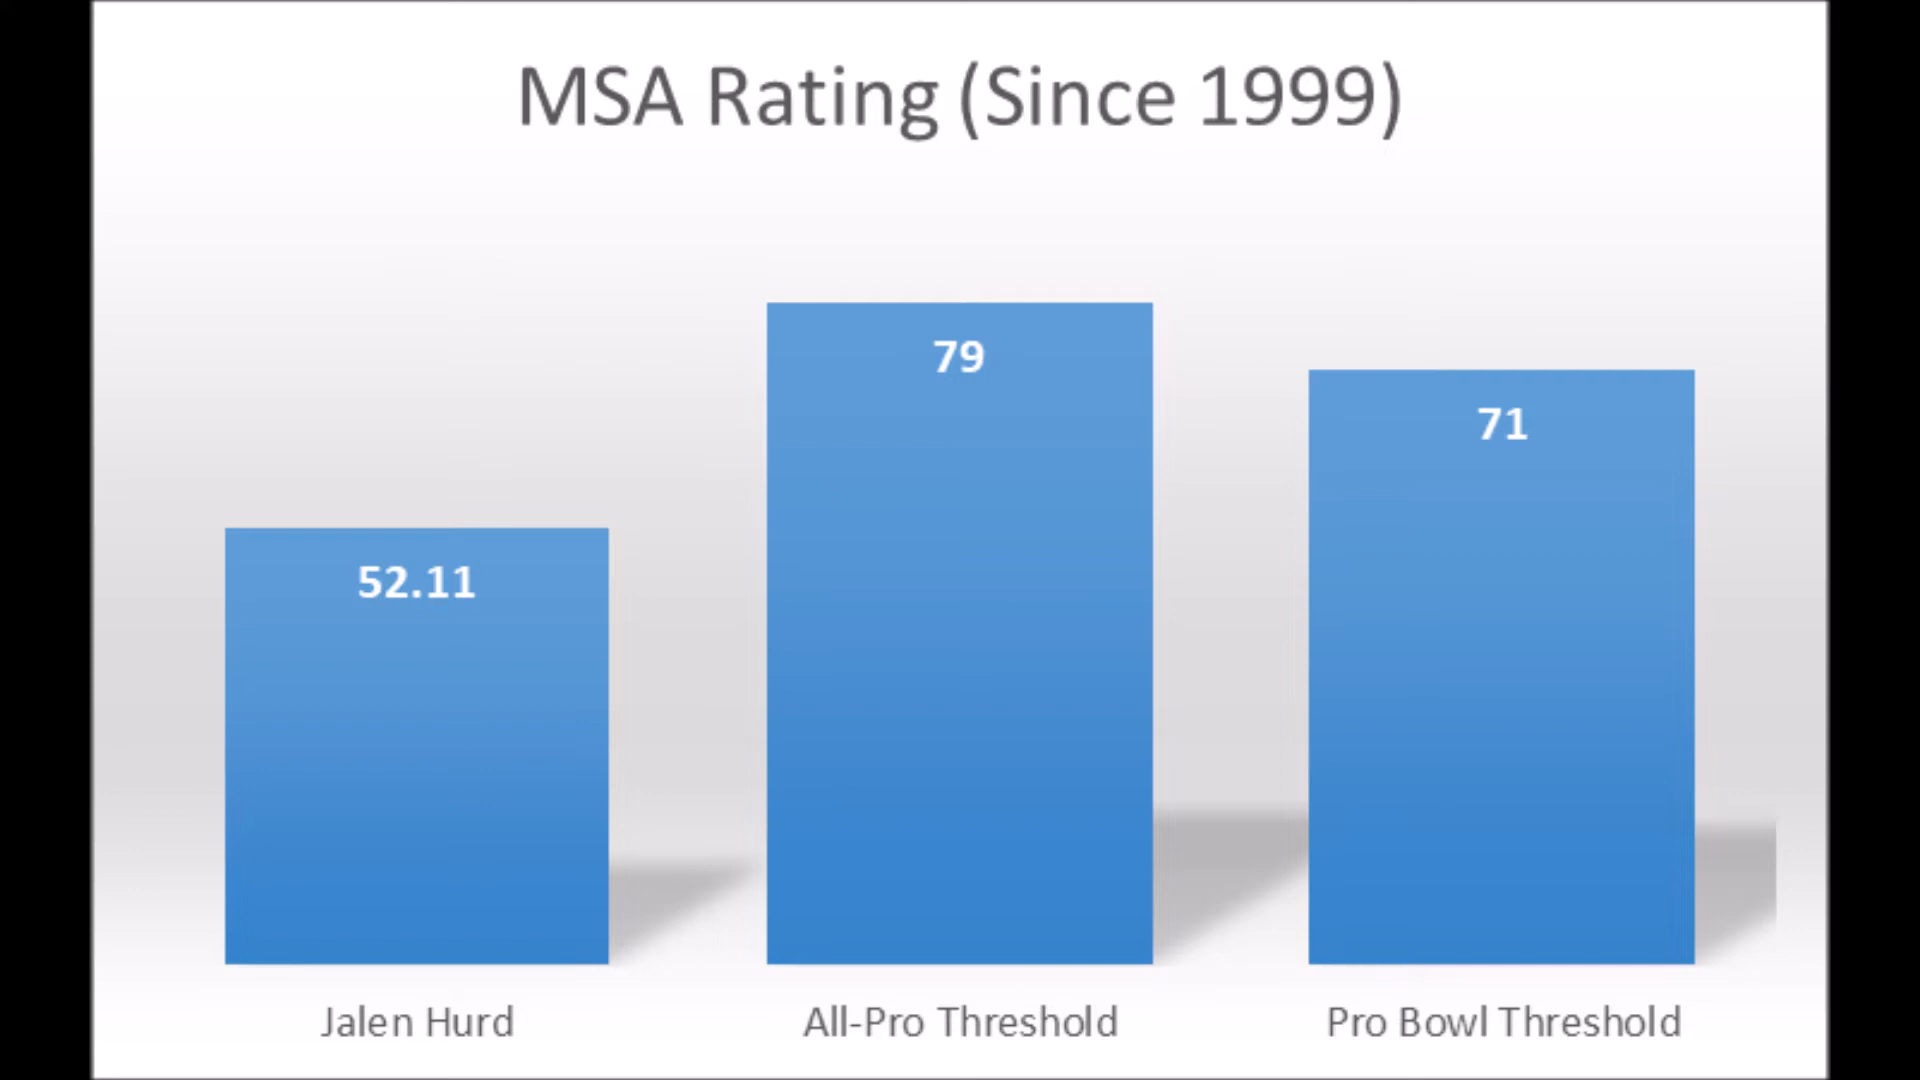 MSA Rating (Since 1999)
79
71
52.11
Jalen Hurd
All-Pro Threshold
Pro Bowl Threshold